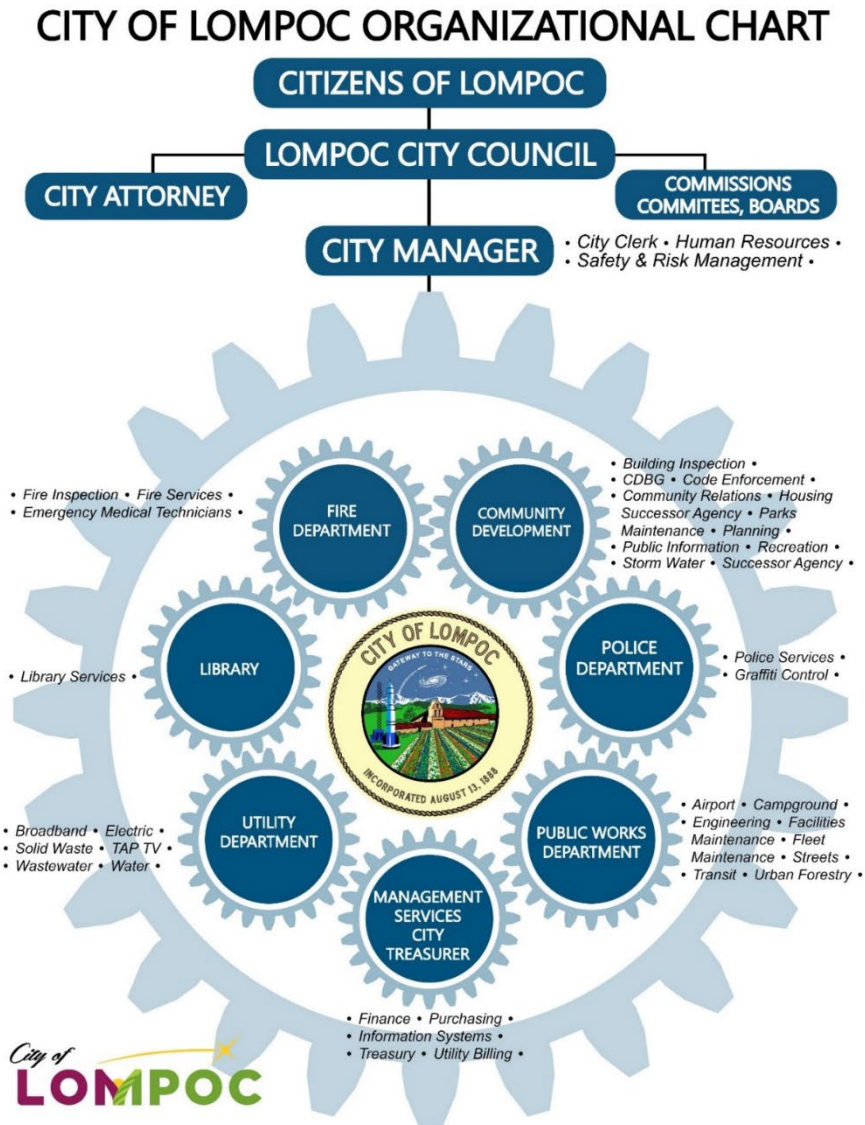 CITY OF LOMPOC ORGANIZATIONAL CHART
CITIZENS OF LOMPOC
LOMPOC CITY COUNCIL
CITY ATTORNEY
COMMISSIONS
COMMITEES, BOARDS
CITY MANAGER
• City Clerk • Human Resources •
• Safety & Risk Management •
FIRE
DEPARTMENT
• Fire Inspection • Fire Services •
• Emergency Medical Technicians •
COMMUNITY
DEVELOPMENT
• Building Inspection •
• CDBG • Code Enforcement •
• Community Relations • Housing
Successor Agency • Parks
Maintenance • Planning •
• Public Information • Recreation •
• Storm Water • Successor Agency •
LIBRARY
• Library Services •
CITY OF LOMPOC
GATEWAY TO THE STARS
INCORPORATED AUGUST 13, 1888
POLICE
DEPARTMENT
• Police Services •
• Graffiti Control •
UTILITY
DEPARTMENT
• Broadband • Electric •
• Solid Waste • TAP TV •
• Wastewater • Water •
PUBLIC WORKS
DEPARTMENT
• Airport • Campground •
• Engineering • Facilities
Maintenance • Fleet
Maintenance • Streets •
• Transit • Urban Forestry •
MANAGEMENT
SERVICES
CITY
TREASURER
• Finance • Purchasing •
• Information Systems •
• Treasury • Utility Billing •
City of
LOMPOC